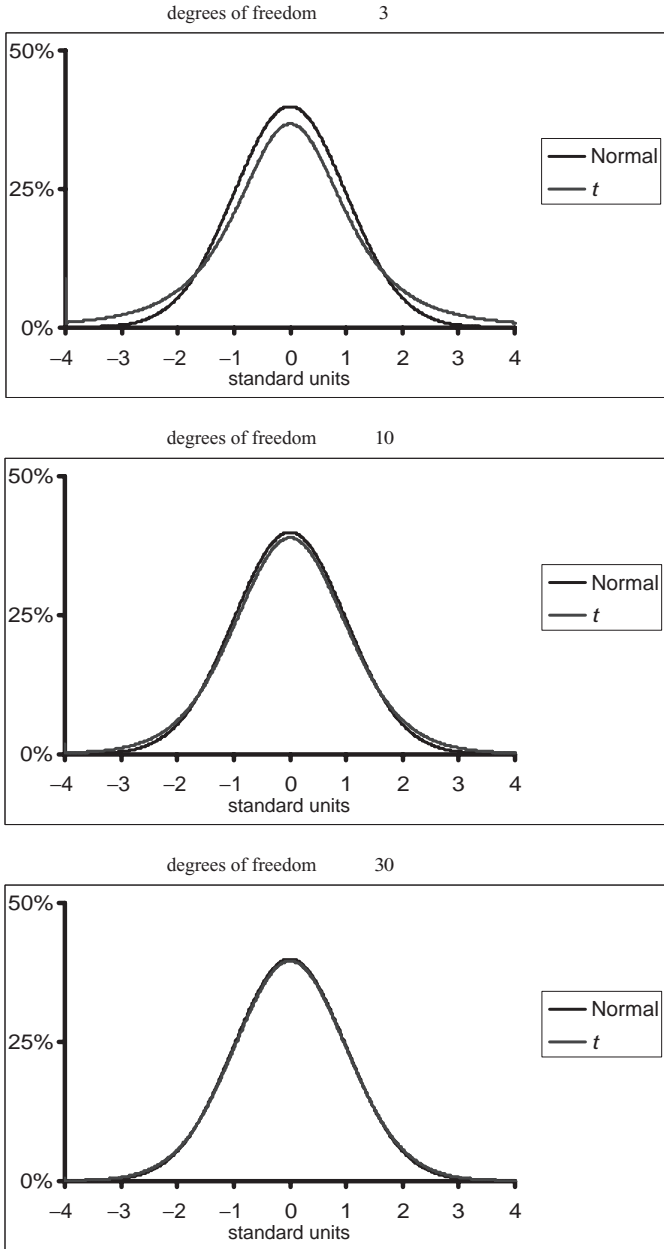 degrees of freedom 3
50%
25%
0%
Normal
t
–4 –3 –2 –1 0 1 2 3 4
standard units
degrees of freedom 10
50%
25%
0%
Normal
t
–4 –3 –2 –1 0 1 2 3 4
standard units
degrees of freedom 30
50%
25%
0%
Normal
t
–4 –3 –2 –1 0 1 2 3 4
standard units